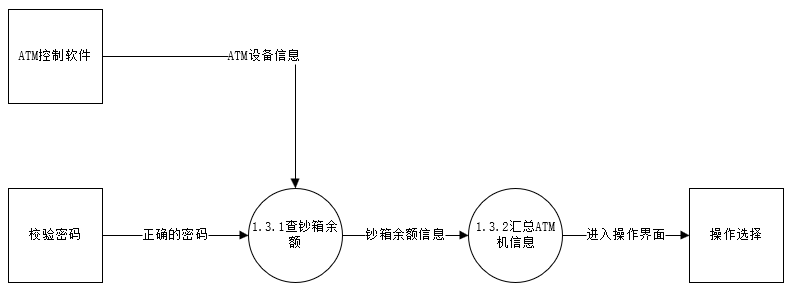 ATM控制软件
ATM设备信息
校验密码
正确的密码
1.3.1查钞箱余
额
钞箱余额信息
1.3.2汇总ATM
机信息
进入操作界面
操作选择